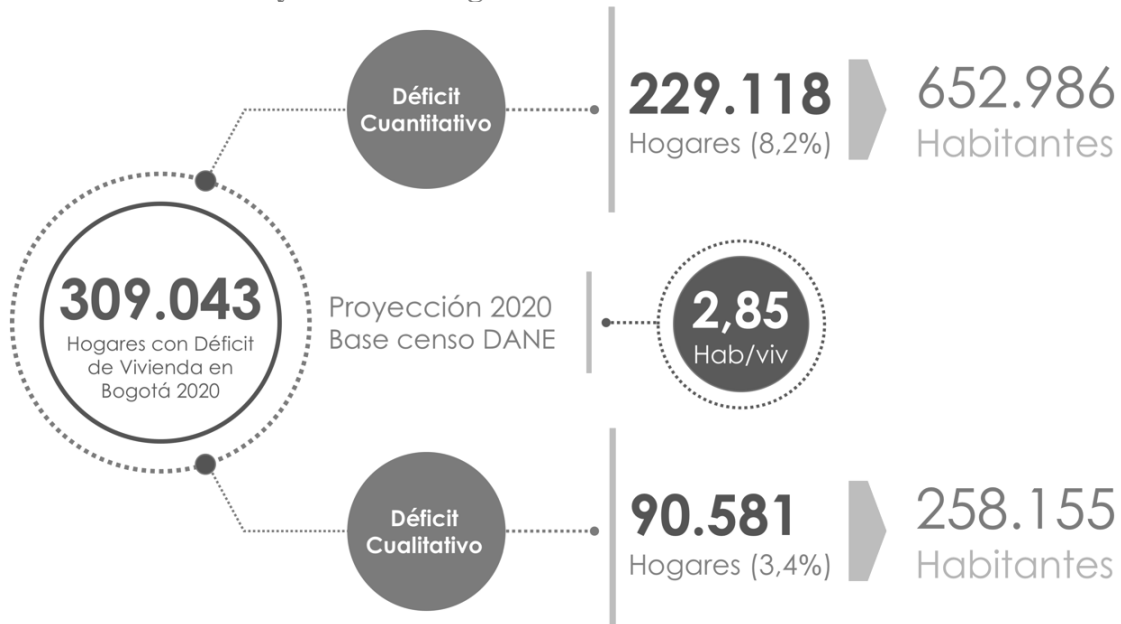 Déficit
Cuantitativo
229.118
Hogares (8,2%)
652.986
Habitantes
309.043
Hogares con Déficit
de Vivienda en
Bogotá 2020
Proyección 2020
Base censo DANE
2,85
Hab/viv
Déficit
Cualitativo
90.581
Hogares (3,4%)
258.155
Habitantes